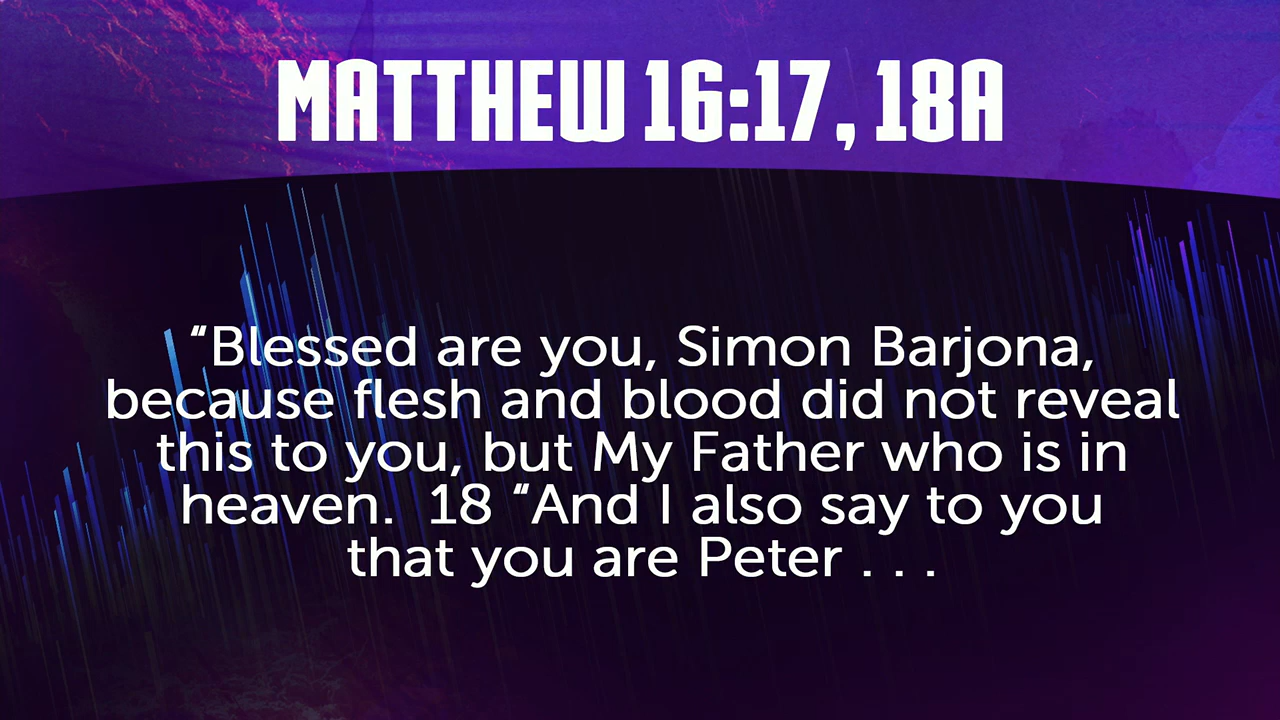 MATTHEW 16:17, 18A
“Blessed are you, Simon Barjona,
because flesh and blood did not reveal
this to you, but My Father who is in
heaven.  18 “And I also say to you
that you are Peter . . .